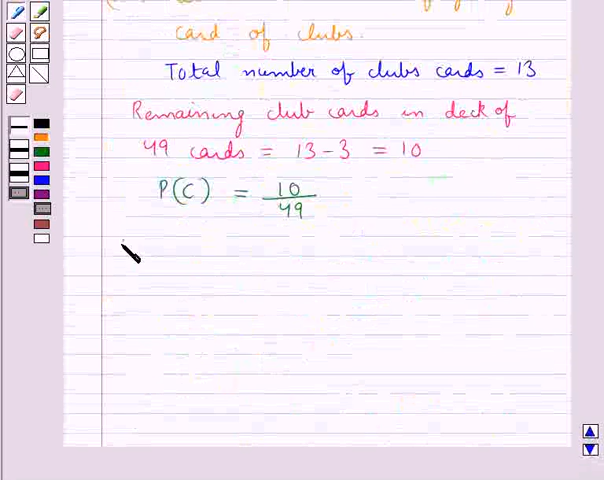 card of clubs.
Total number of clubs cards = 13
Remaining club cards in deck of
49 cards = 13 - 3 = 10
P(C) = 10/49